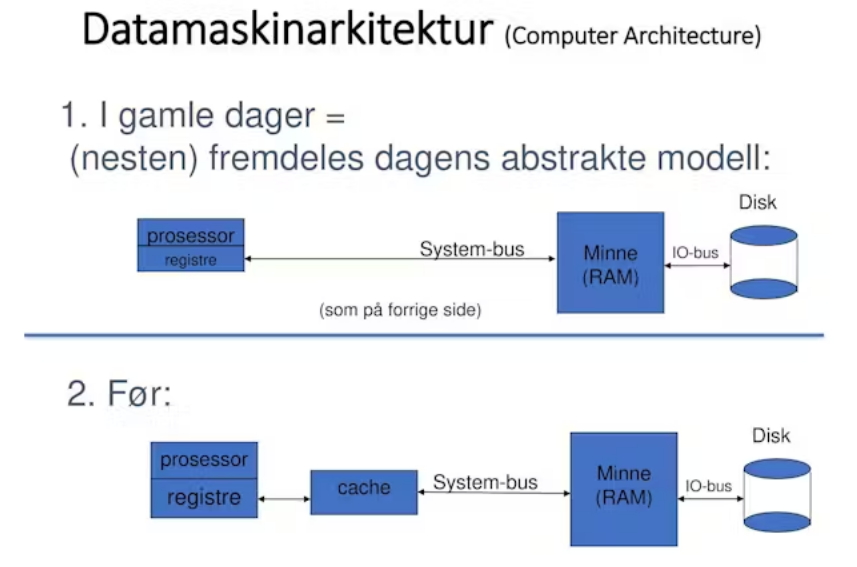 Datamaskinarkitektur (Computer Architecture)
1. I gamle dager =
(nesten) fremdeles dagens abstrakte modell:
Disk
prosessor
registre
System-bus
Minne
(RAM)
IO-bus
(som på forrige side)
2. Før:
Disk
prosessor
registre
cache
System-bus
Minne
(RAM)
IO-bus